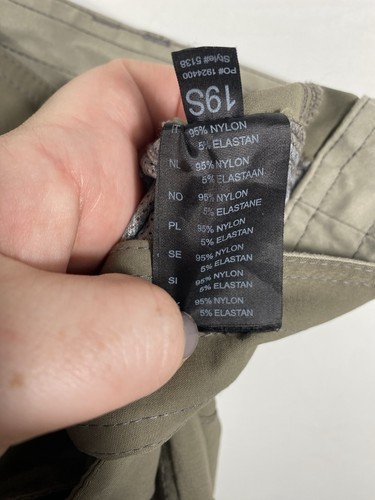 Style# 5138
PO# 1924400
19S
95% NYLON
5% ELASTAN
NL 95% NYLON
5% ELASTAAN
NO 95% NYLON
5% ELASTANE
PL 95% NYLON
5% ELASTAN
SE 95% NYLON
5% ELASTAN
SI 95% NYLON
5% ELASTAN
95% NYLON
5% ELASTAN